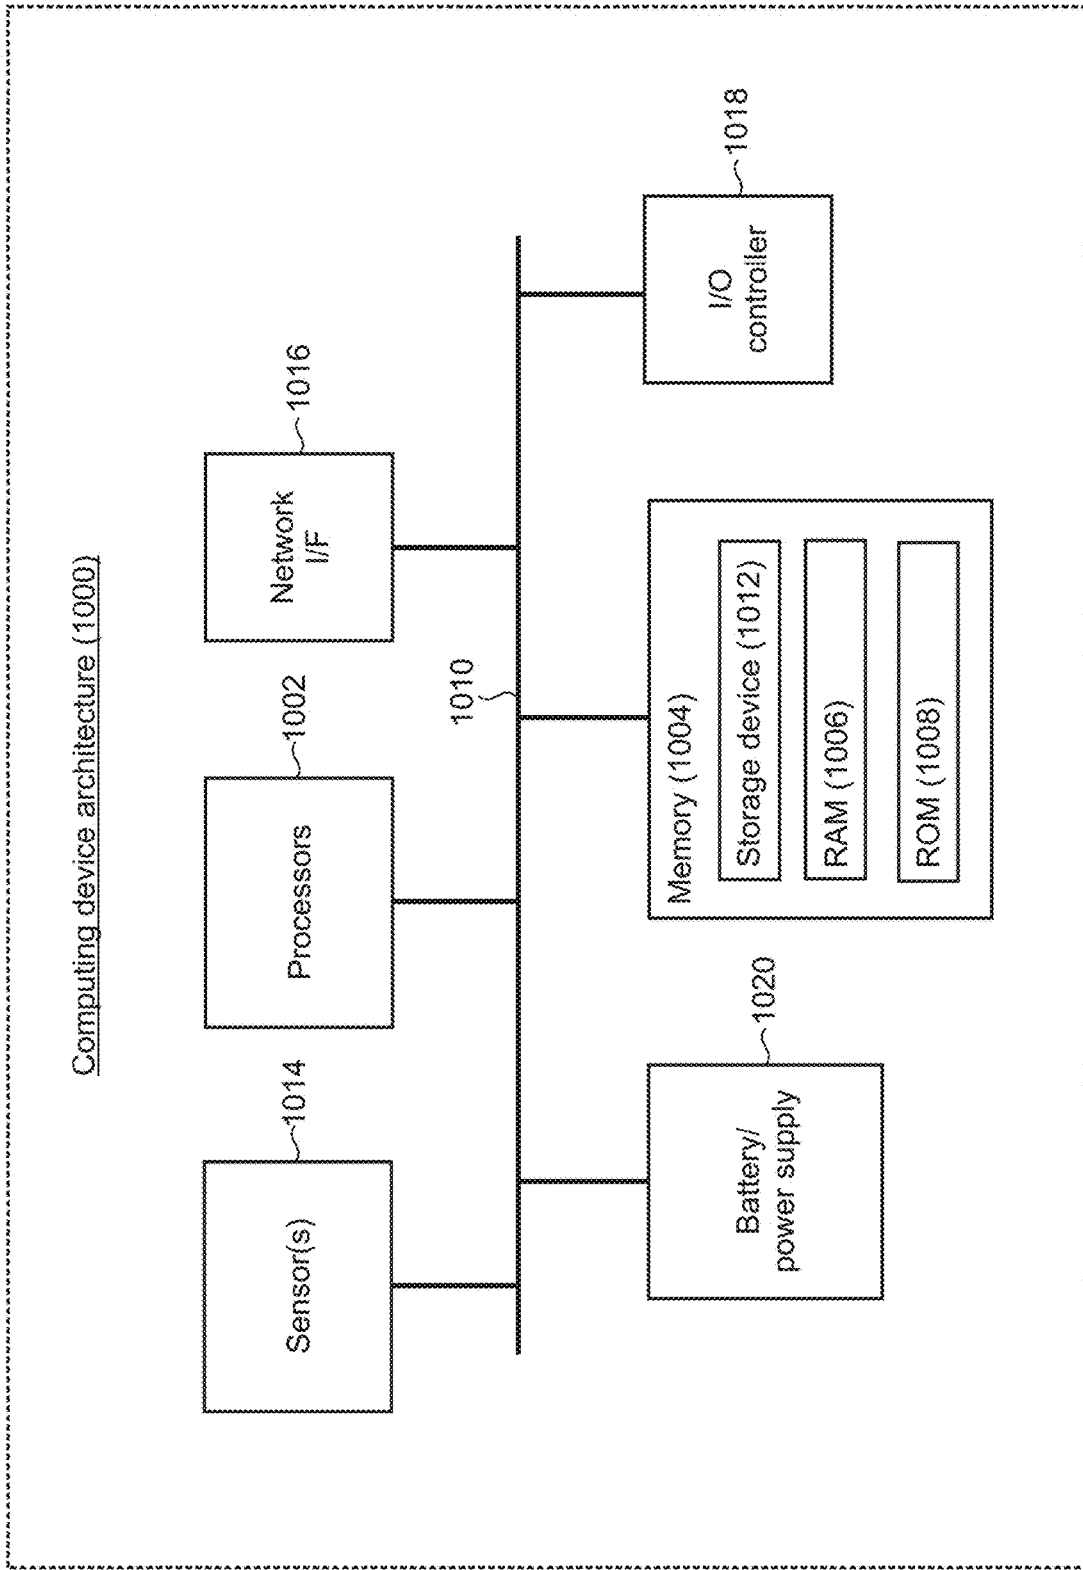 Computing device architecture (1000)
Sensor(s)
1014
Processors
1002
Network
I/F
1016
1010
Battery/
power supply
1020
Memory (1004)
Storage device (1012)
RAM (1006)
ROM (1008)
I/O
controller
1018